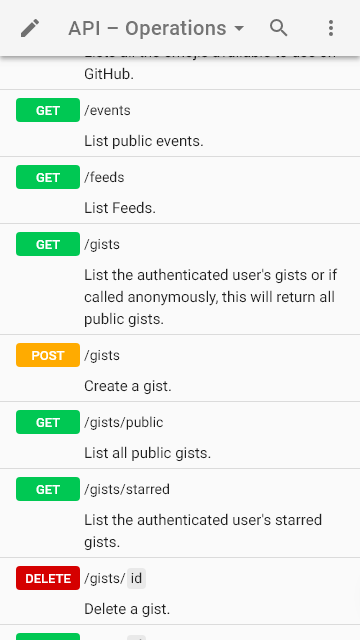 API – Operations
GitHub.
GET /events
List public events.
GET /feeds
List Feeds.
GET /gists
List the authenticated user's gists or if
called anonymously, this will return all
public gists.
POST /gists
Create a gist.
GET /gists/public
List all public gists.
GET /gists/starred
List the authenticated user's starred
gists.
DELETE /gists/ id
Delete a gist.